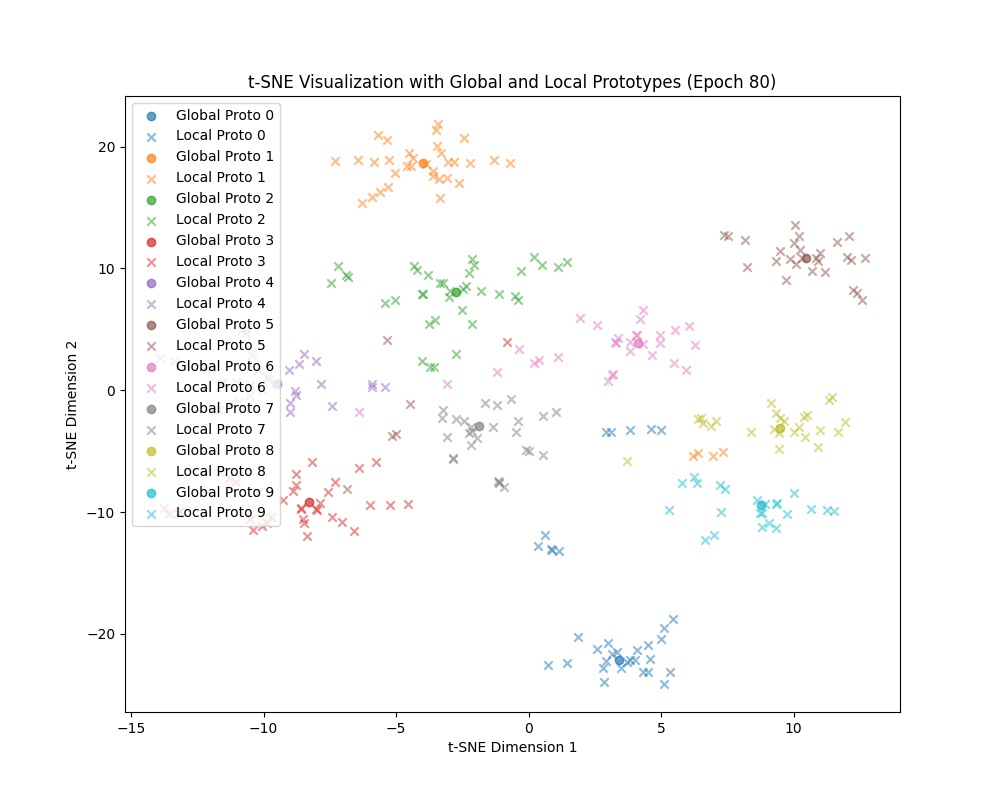 t-SNE Visualization with Global and Local Prototypes (Epoch 80)
Global Proto 0
Local Proto 0
Global Proto 1
Local Proto 1
Global Proto 2
Local Proto 2
Global Proto 3
Local Proto 3
Global Proto 4
Local Proto 4
Global Proto 5
Local Proto 5
Global Proto 6
Local Proto 6
Global Proto 7
Local Proto 7
Global Proto 8
Local Proto 8
Global Proto 9
Local Proto 9
20
10
0
−10
−20
t-SNE Dimension 2
−15
−10
−5
0
5
10
t-SNE Dimension 1